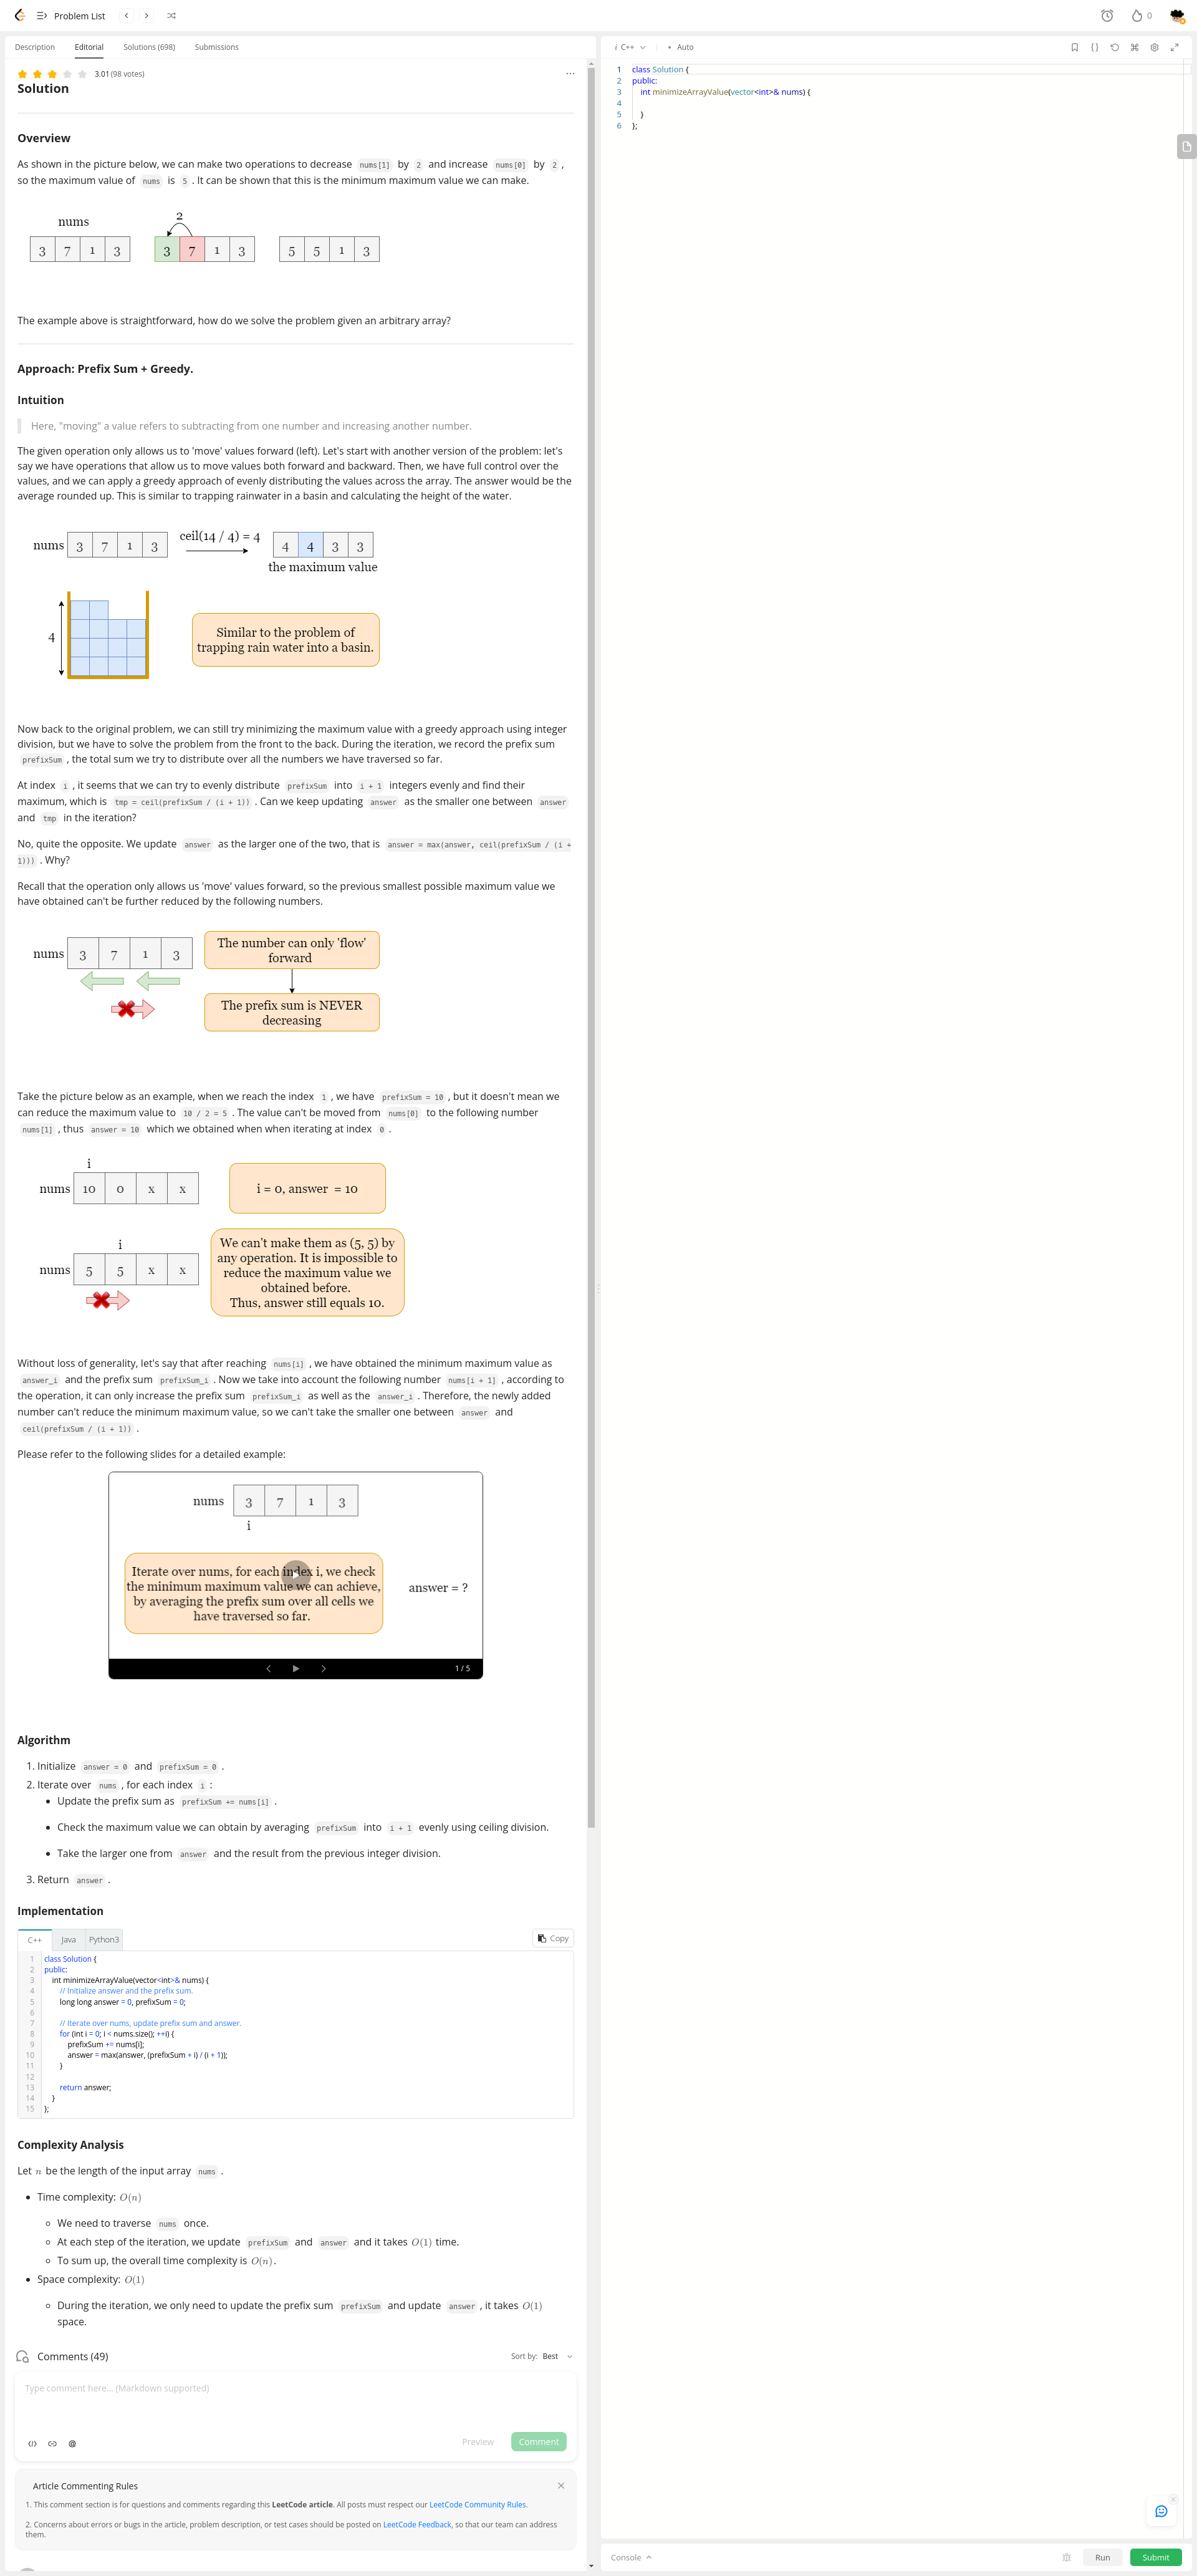 Problem List
0
Description Editorial Solutions (698) Submissions
3.01 (98 votes)
Solution
Overview
As shown in the picture below, we can make two operations to decrease nums[1] by 2 and increase nums[0] by 2 ,
so the maximum value of nums is 5 . It can be shown that this is the minimum maximum value we can make.
2
nums
3 7 1 3 3 7 1 3 5 5 1 3
The example above is straightforward, how do we solve the problem given an arbitrary array?
Approach: Prefix Sum + Greedy.
Intuition
Here, "moving" a value refers to subtracting from one number and increasing another number.
The given operation only allows us to 'move' values forward (left). Let's start with another version of the problem: let's
say we have operations that allow us to move values both forward and backward. Then, we have full control over the
values, and we can apply a greedy approach of evenly distributing the values across the array. The answer would be the
average rounded up. This is similar to trapping rainwater in a basin and calculating the height of the water.
nums 3 7 1 3 ceil(14 / 4) = 4 4 4 3 3
the maximum value
4
Similar to the problem of
trapping rain water into a basin.
Now back to the original problem, we can still try minimizing the maximum value with a greedy approach using integer
division, but we have to solve the problem from the front to the back. During the iteration, we record the prefix sum
prefixSum , the total sum we try to distribute over all the numbers we have traversed so far.
At index i , it seems that we can try to evenly distribute prefixSum into i + 1 integers evenly and find their
maximum, which is tmp = ceil(prefixSum / (i + 1)) . Can we keep updating answer as the smaller one between answer
and tmp in the iteration?
No, quite the opposite. We update answer as the larger one of the two, that is answer = max(answer, ceil(prefixSum / (i +
1))) . Why?
Recall that the operation only allows us 'move' values forward, so the previous smallest possible maximum value we
have obtained can't be further reduced by the following numbers.
nums 3 7 1 3
The number can only 'flow'
forward
The prefix sum is NEVER
decreasing
Take the picture below as an example, when we reach the index 1 , we have prefixSum = 10 , but it doesn't mean we
can reduce the maximum value to 10 / 2 = 5 . The value can't be moved from nums[0] to the following number
nums[1] , thus answer = 10 which we obtained when when iterating at index 0 .
i
nums 10 0 x x
i = 0, answer = 10
i
nums 5 5 x x
We can't make them as (5, 5) by
any operation. It is impossible to
reduce the maximum value we
obtained before.
Thus, answer still equals 10.
Without loss of generality, let's say that after reaching nums[i] , we have obtained the minimum maximum value as
answer_i and the prefix sum prefixSum_i . Now we take into account the following number nums[i + 1] , according to
the operation, it can only increase the prefix sum prefixSum_i as well as the answer_i . Therefore, the newly added
number can't reduce the minimum maximum value, so we can't take the smaller one between answer and
ceil(prefixSum / (i + 1)) .
Please refer to the following slides for a detailed example:
nums 3 7 1 3
i
Iterate over nums, for each index i, we check
the minimum maximum value we can achieve,
by averaging the prefix sum over all cells we
have traversed so far.
answer = ?
1 / 5
Algorithm
1. Initialize answer = 0 and prefixSum = 0 .
2. Iterate over nums , for each index i :
• Update the prefix sum as prefixSum += nums[i] .
• Check the maximum value we can obtain by averaging prefixSum into i + 1 evenly using ceiling division.
• Take the larger one from answer and the result from the previous integer division.
3. Return answer .
Implementation
C++ Java Python3 Copy
1 class Solution {
2 public:
3 int minimizeArrayValue(vector<int>& nums) {
4 // Initialize answer and the prefix sum.
5 long long answer = 0, prefixSum = 0;
6
7 // Iterate over nums, update prefix sum and answer.
8 for (int i = 0; i < nums.size(); ++i) {
9 prefixSum += nums[i];
10 answer = max(answer, (prefixSum + i) / (i + 1));
11 }
12
13 return answer;
14 }
15 };
Complexity Analysis
Let n be the length of the input array nums .
• Time complexity: O(n)
◦ We need to traverse nums once.
◦ At each step of the iteration, we update prefixSum and answer and it takes O(1) time.
◦ To sum up, the overall time complexity is O(n).
• Space complexity: O(1)
◦ During the iteration, we only need to update the prefix sum prefixSum and update answer , it takes O(1)
space.
Comments (49) Sort by: Best
Type comment here... (Markdown supported)
@ Preview Comment
Article Commenting Rules
1. This comment section is for questions and comments regarding this LeetCode article. All posts must respect our LeetCode Community Rules.
2. Concerns about errors or bugs in the article, problem description, or test cases should be posted on LeetCode Feedback, so that our team can address
them.
i C++ • Auto {}
1 class Solution {
2 public:
3 int minimizeArrayValue(vector<int>& nums) {
4
5 }
6 };
Console Run Submit